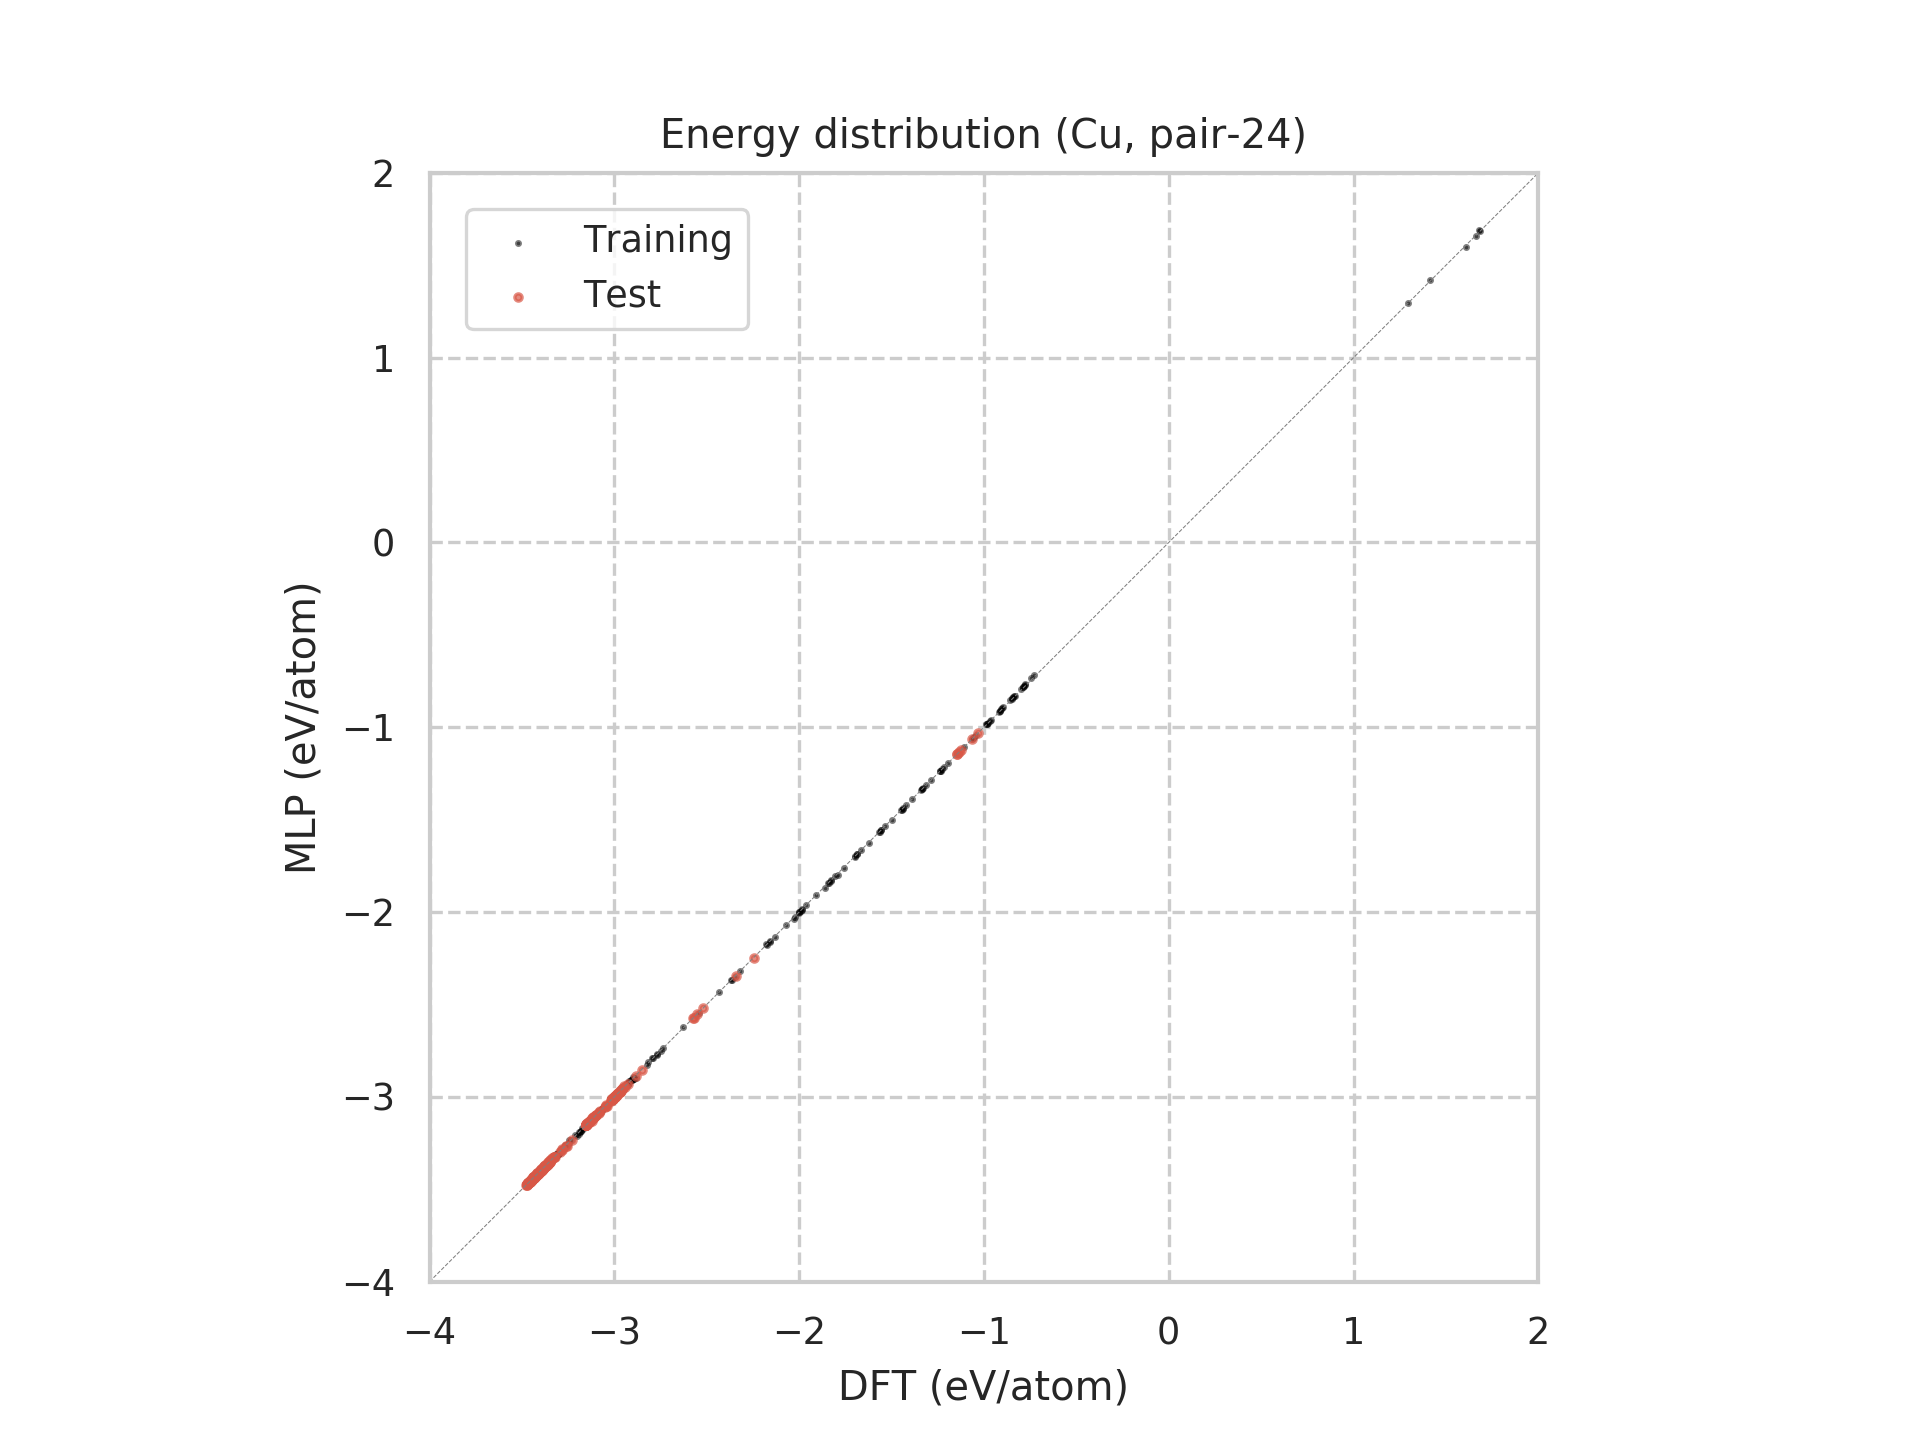 Energy distribution (Cu, pair-24)
Training
Test
2
1
0
−1
−2
−3
−4
MLP (eV/atom)
−4 −3 −2 −1 0 1 2
DFT (eV/atom)